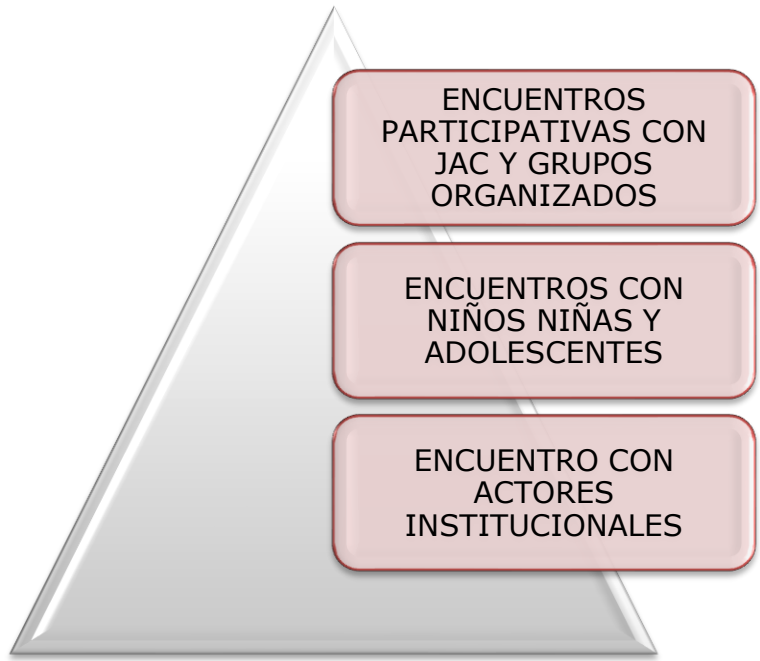 ENCUENTROS
PARTICIPATIVAS CON
JAC Y GRUPOS
ORGANIZADOS
ENCUENTROS CON
NIÑOS NIÑAS Y
ADOLESCENTES
ENCUENTRO CON
ACTORES
INSTITUCIONALES